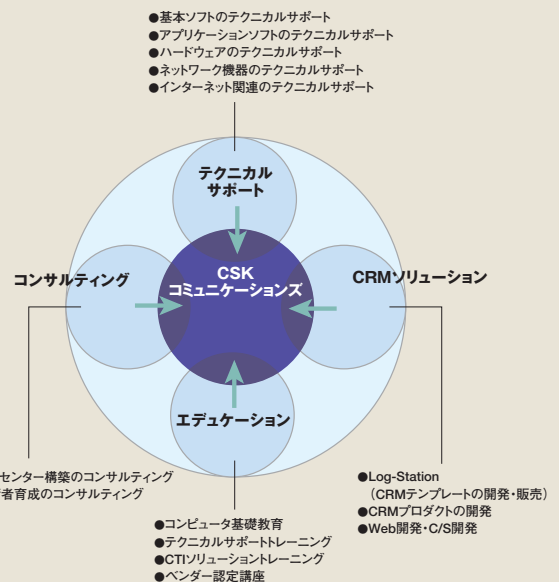 ●基本ソフトのテクニカルサポート
●アプリケーションソフトのテクニカルサポート
●ハードウェアのテクニカルサポート
●ネットワーク機器のテクニカルサポート
●インターネット関連のテクニカルサポート
テクニカル
サポート
コンサルティング
CSK
コミュニケーションズ
CRMソリューション
エデュケーション
センター構築のコンサルティング
者育成のコンサルティング
●Log-Station
（CRMテンプレートの開発・販売）
●CRMプロダクトの開発
●Web開発・C/S開発
●コンピュータ基礎教育
●テクニカルサポートトレーニング
●CTIソリューショントレーニング
●ベンダー認定講座